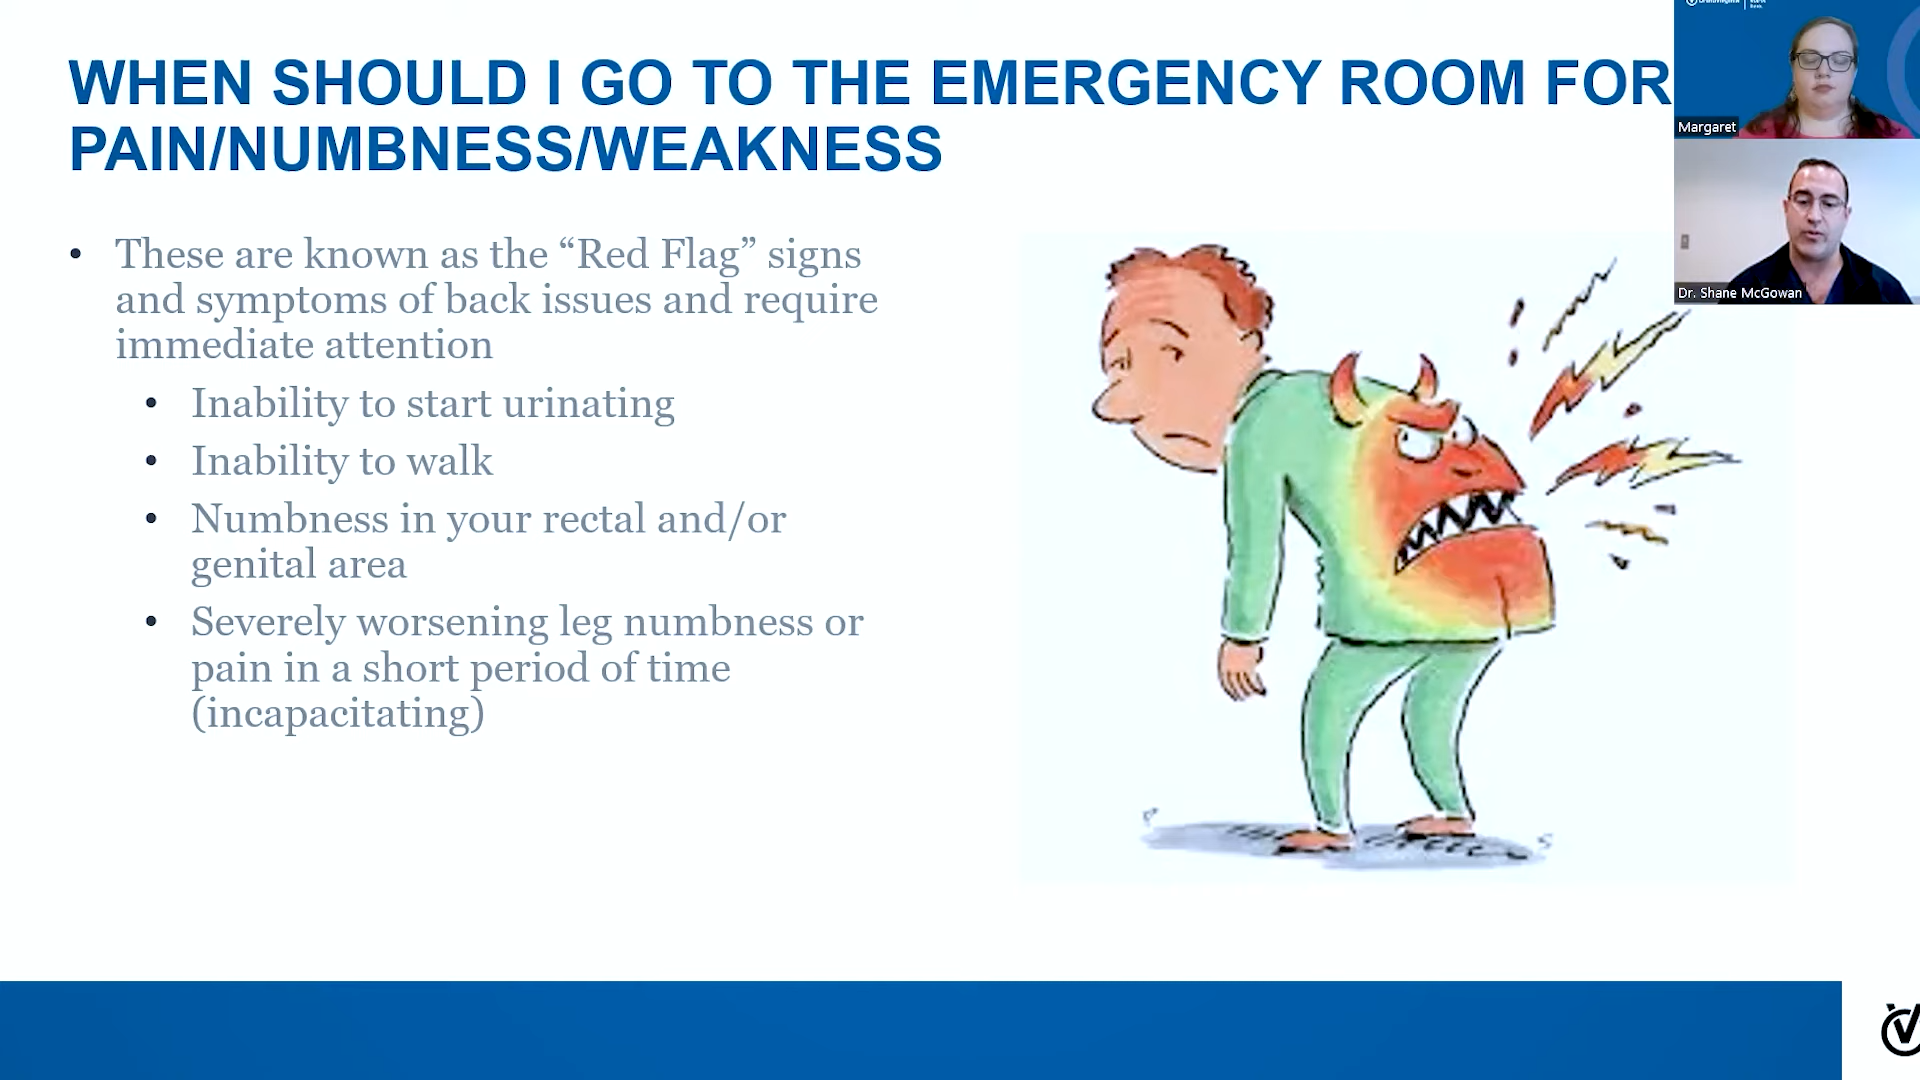 WHEN SHOULD I GO TO THE EMERGENCY ROOM FOR
PAIN/NUMBNESS/WEAKNESS
• These are known as the “Red Flag” signs
and symptoms of back issues and require
immediate attention
• Inability to start urinating
• Inability to walk
• Numbness in your rectal and/or
genital area
• Severely worsening leg numbness or
pain in a short period of time
(incapacitating)
Margaret
Dr. Shane McGowan